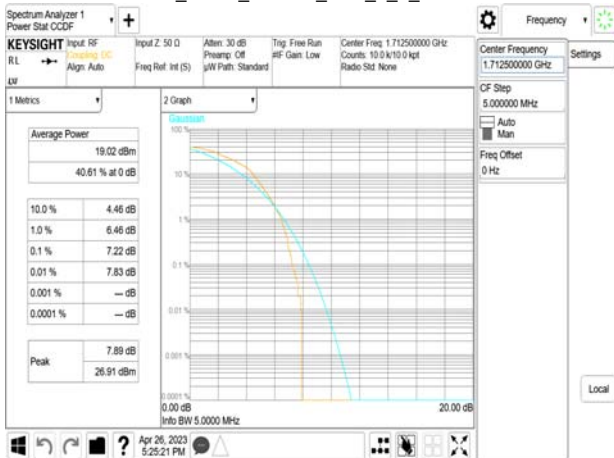 Spectrum Analyzer 1
Power Stat CCDF
+
Frequency
KEYSIGHT
RL
Input: RF
Coupling: DC
Align: Auto
Input Z: 50 Ω
Freq Ref: Int (S)
Atten: 30 dB
Preamp: Off
µW Path: Standard
Trig: Free Run
#IF Gain: Low
Center Freq: 1.712500000 GHz
Counts: 10.0 k/10.0 kpt
Radio Std: None
Center Frequency
1.712500000 GHz
Settings
CF Step
5.000000 MHz
Auto
Man
Freq Offset
0 Hz
Local
1 Metrics
Average Power
19.02 dBm
40.61 % at 0 dB
10.0 % 4.46 dB
1.0 % 6.46 dB
0.1 % 7.22 dB
0.01 % 7.83 dB
0.001 % --- dB
0.0001 % --- dB
Peak
7.89 dB
26.91 dBm
2 Graph
Gaussian
100 %
10 %
1 %
0.1 %
0.01 %
0.001 %
0.0001 %
0.00 dB
20.00 dB
Info BW 5.0000 MHz
?
Apr 26, 2023
5:25:21 PM